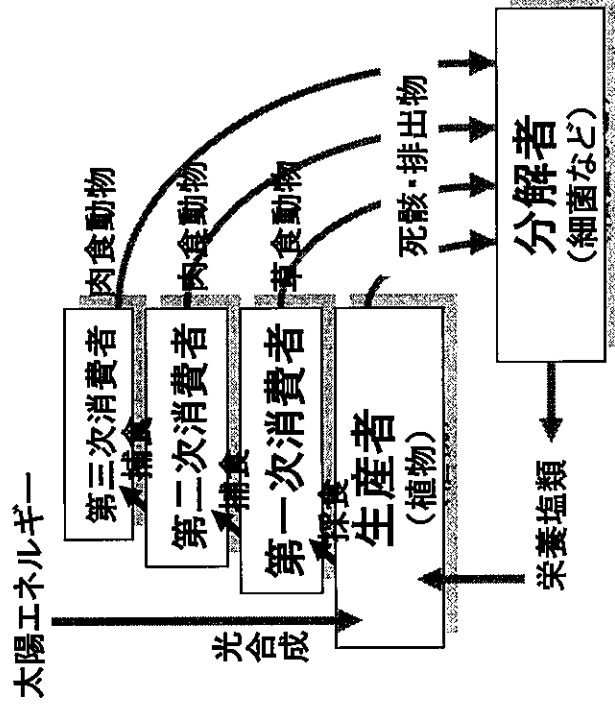 太陽エネルギー
光合成
第三次消費者
肉食動物
捕食
第二次消費者
肉食動物
捕食
第一次消費者
草食動物
採食
生産者
(植物)
死骸・排出物
栄養塩類
分解者
(細菌など)